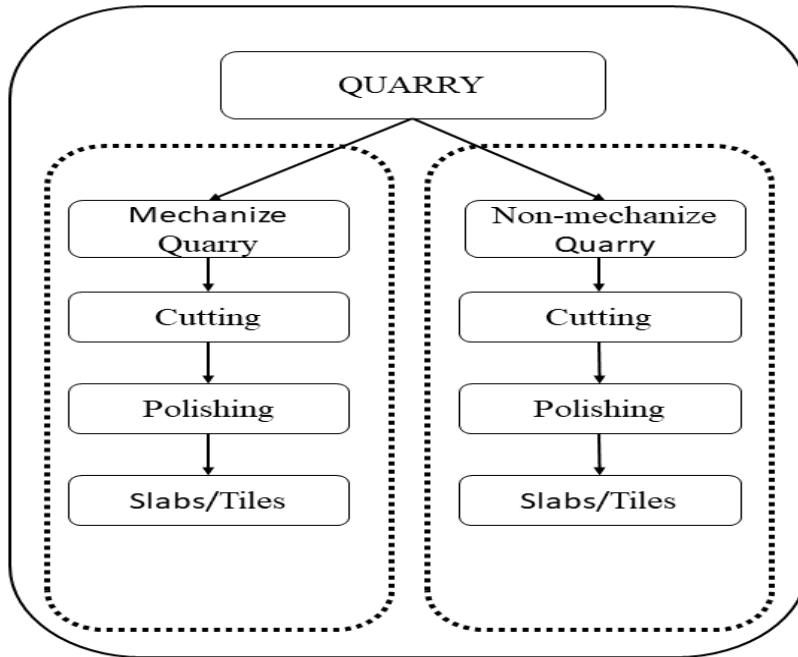 QUARRY
Mechanize
Quarry
Cutting
Polishing
Slabs/Tiles
Non-mechanize
Quarry
Cutting
Polishing
Slabs/Tiles